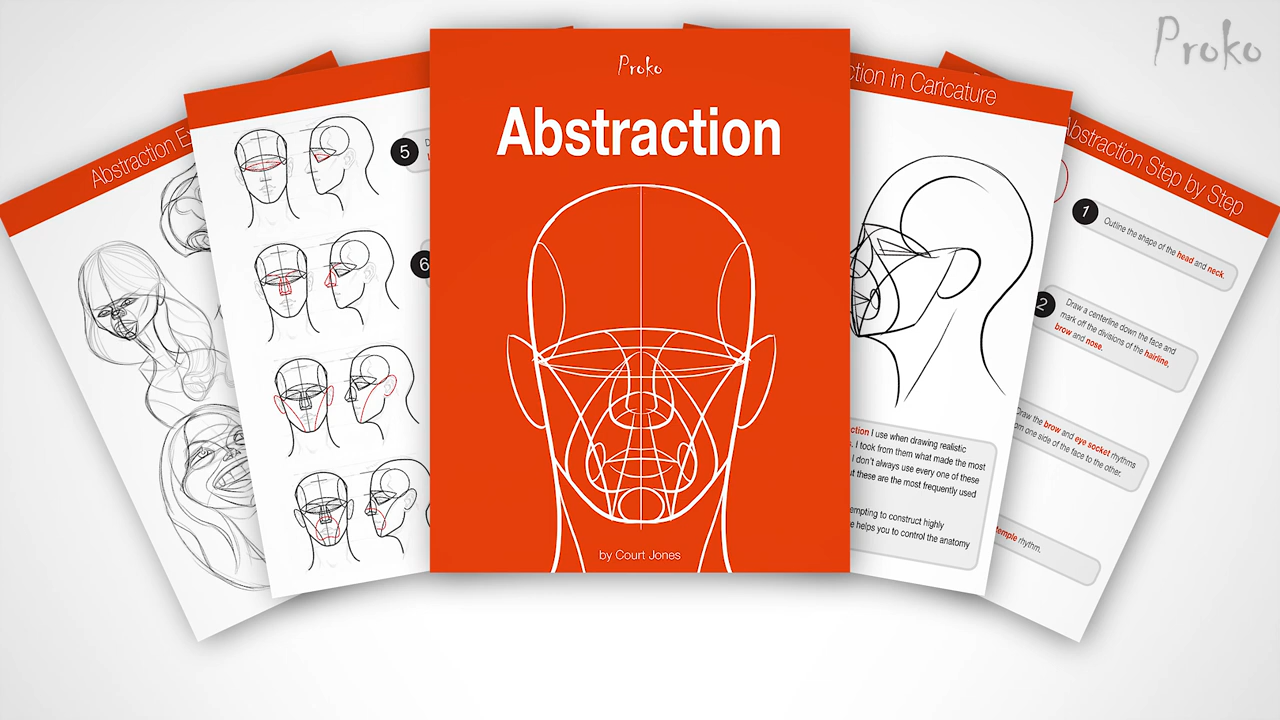 Proko
Proko
Abstraction
by Court Jones
Abstraction
5
6
ction in Caricature
ction I use when drawing realistic
. I took from them what made the most
I don't always use every one of these
ut these are the most frequently used
empting to construct highly
e helps you to control the anatomy
Abstraction Step by Step
1
Outline the shape of the head and neck.
2
Draw a centerline down the face and
mark off the divisions of the hairline,
brow and nose.
Draw the brow and eye socket rhythms
om one side of the face to the other.
temple rhythm.